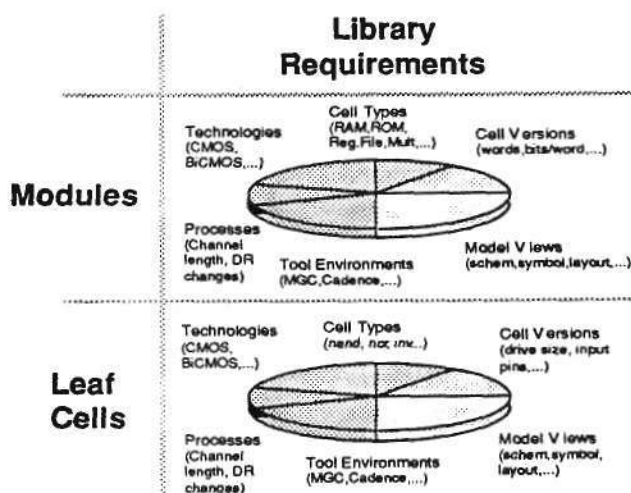 Library
Requirements
Modules
Technologies
(CMOS,
BiCMOS,...)
Cell Types
(RAM,ROM,
Reg.File,Mult,...)
Cell Versions
(words,bits/word,...)
Processes
(Channel
length, DR
changes)
Tool Environments
(MGC,Cadence,...)
Model Views
(schem,symbol,layout,...)
Leaf
Cells
Technologies
(CMOS,
BiCMOS,...)
Cell Types
(nand, nor, inv...)
Cell Versions
(drive size, input
pins,...)
Processes
(Channel
length, DR
changes)
Tool Environments
(MGC,Cadence,...)
Model Views
(schem,symbol,
layout,...)